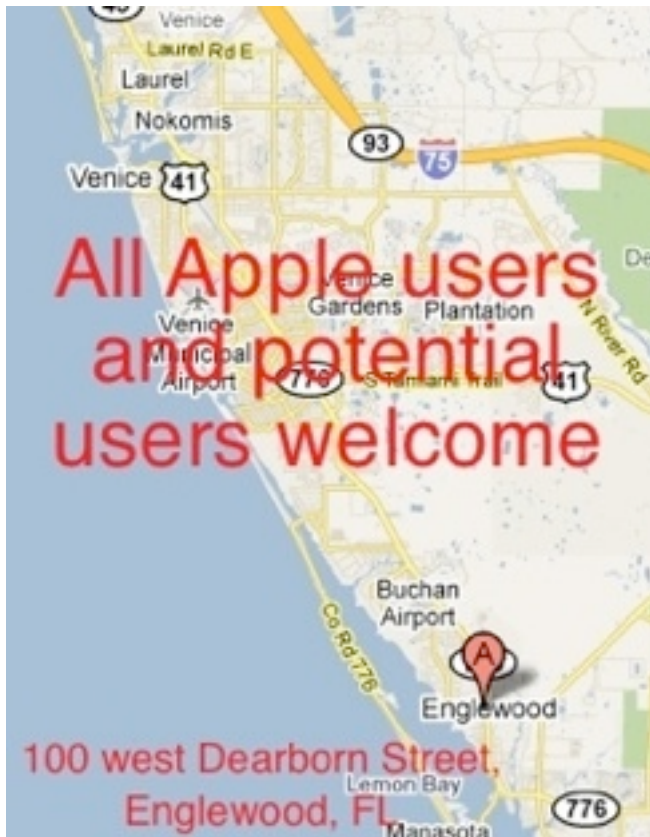 45
Venice
Laurel Rd E
Laurel
Nokomis
93
75
Venice 41
All Apple users
Venice
Gardens Plantation
De
N River Rd
Venice
Municipal
Airport
and potential
776 S Tamiami Trail 41
users welcome
Buchan
Airport
Co Rd 776
A
Englewood
100 west Dearborn Street,
Lemon Bay
Englewood, FL
776
Manasota